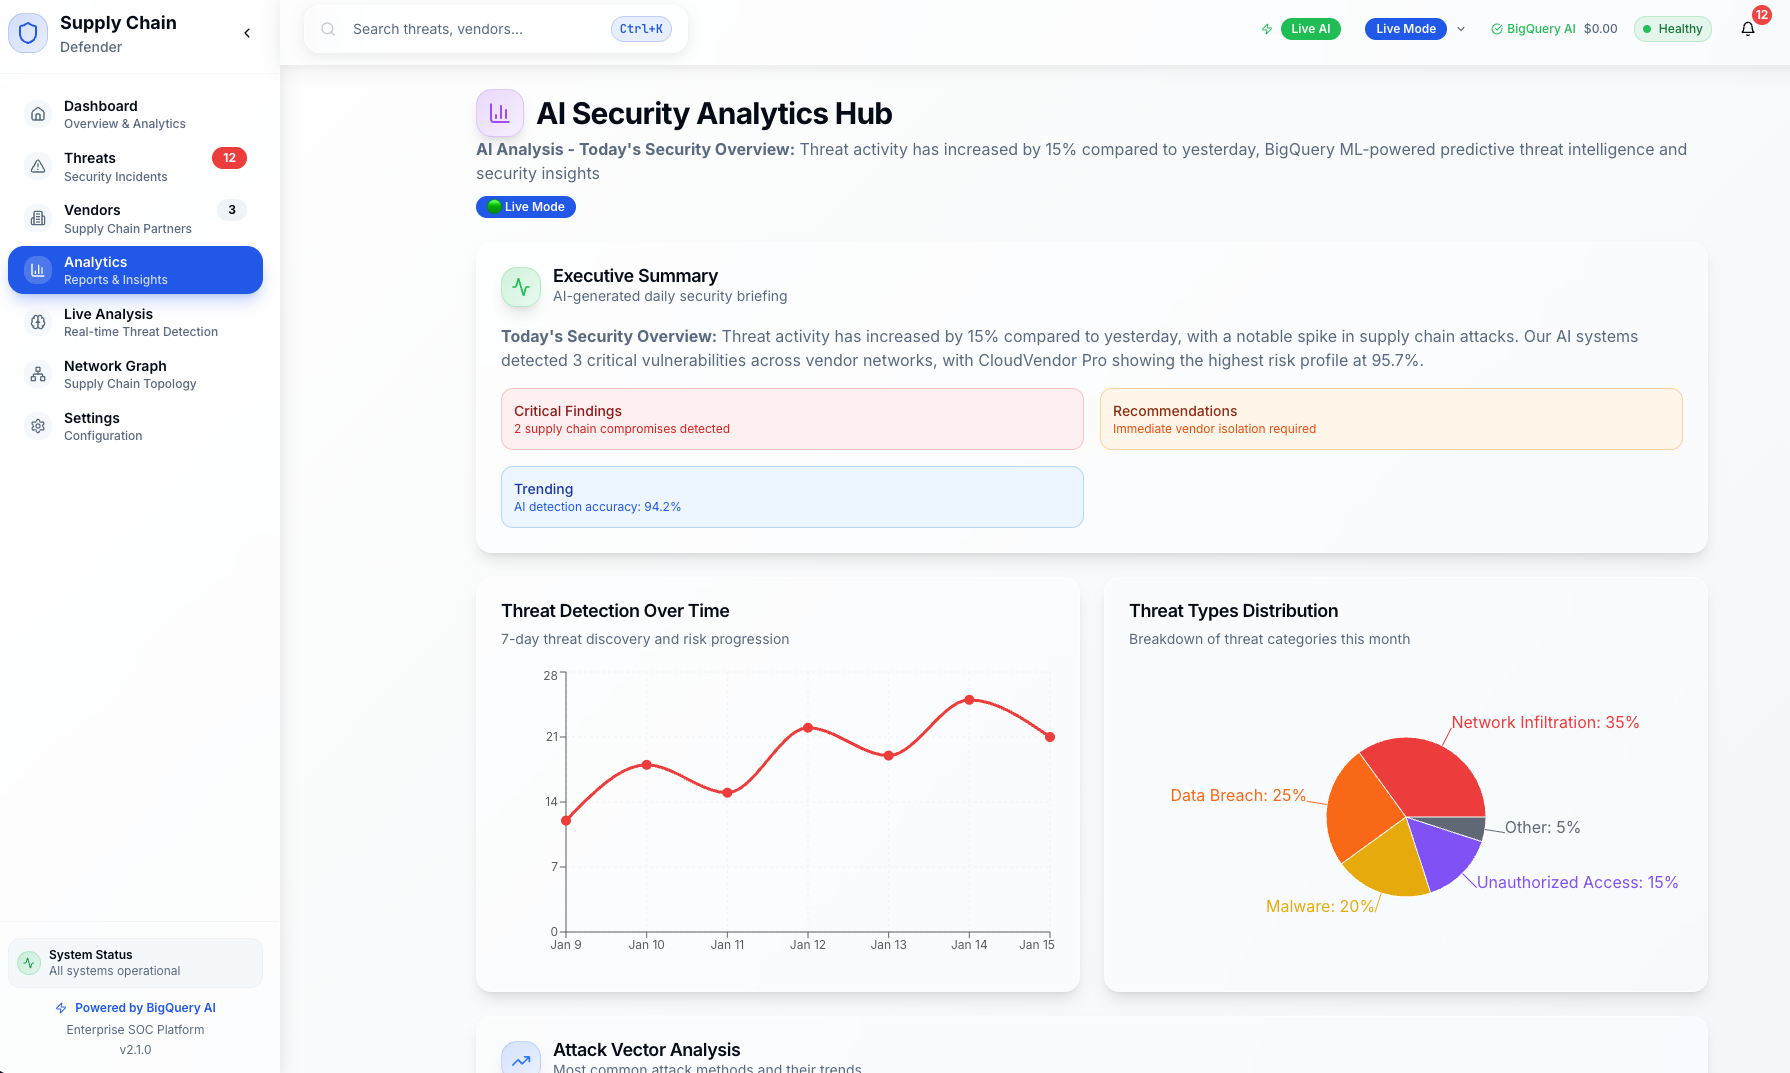 Supply Chain
Defender
Search threats, vendors...
Ctrl+K
Live AI
Live Mode
BigQuery AI $0.00
Healthy
12
Dashboard
Overview & Analytics
Threats
12
Security Incidents
Vendors
3
Supply Chain Partners
Analytics
Reports & Insights
Live Analysis
Real-time Threat Detection
Network Graph
Supply Chain Topology
Settings
Configuration
System Status
All systems operational
Powered by BigQuery AI
Enterprise SOC Platform
v2.1.0
AI Security Analytics Hub
AI Analysis - Today's Security Overview: Threat activity has increased by 15% compared to yesterday, BigQuery ML-powered predictive threat intelligence and
security insights
Live Mode
Executive Summary
AI-generated daily security briefing
Today's Security Overview: Threat activity has increased by 15% compared to yesterday, with a notable spike in supply chain attacks. Our AI systems
detected 3 critical vulnerabilities across vendor networks, with CloudVendor Pro showing the highest risk profile at 95.7%.
Critical Findings
2 supply chain compromises detected
Recommendations
Immediate vendor isolation required
Trending
AI detection accuracy: 94.2%
Threat Detection Over Time
7-day threat discovery and risk progression
28
21
14
7
0
Jan 9 Jan 10 Jan 11 Jan 12 Jan 13 Jan 14 Jan 15
Threat Types Distribution
Breakdown of threat categories this month
Network Infiltration: 35%
Data Breach: 25%
Other: 5%
Unauthorized Access: 15%
Malware: 20%
Attack Vector Analysis
Most common attack methods and their trends